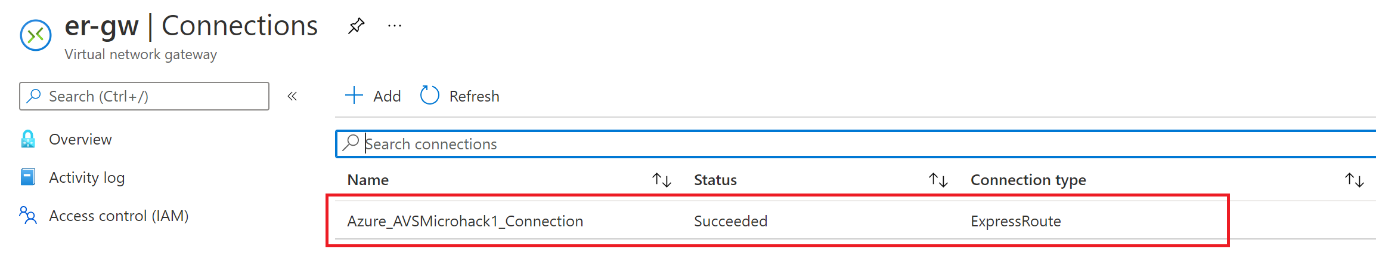 er-gw | Connections
Virtual network gateway
Search (Ctrl+/)
Overview
Activity log
Access control (IAM)
Add Refresh
Search connections
Name Status Connection type
Azure_AVSMicrohack1_Connection Succeeded ExpressRoute